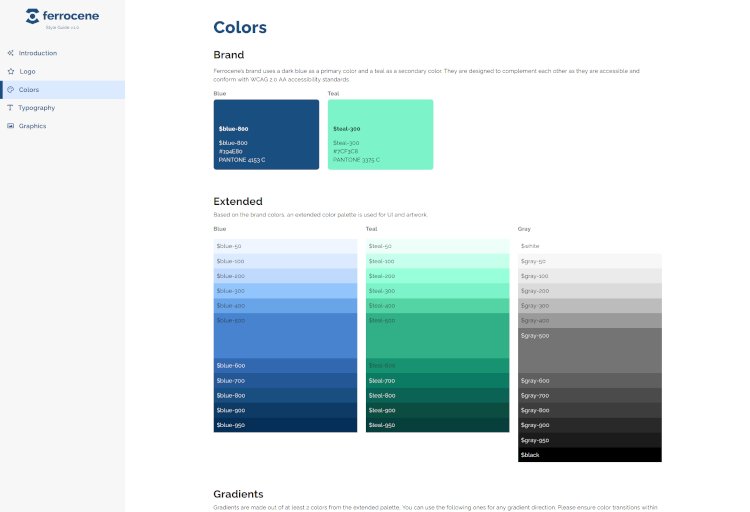 ferrocene
Style Guide v1.0
Introduction
Logo
Colors
Typography
Graphics
Colors
Brand
Ferrocene's brand uses a dark blue as a primary color and a teal as a secondary color. They are designed to complement each other as they are accessible and
conform with WCAG 2.0 AA accessibility standards.
Blue
Teal
$blue-800
$blue-800
#194E80
PANTONE 4153 C
$teal-300
$teal-300
#7CF3C8
PANTONE 3375 C
Extended
Based on the brand colors, an extended color palette is used for UI and artwork.
Blue
$blue-50
$blue-100
$blue-200
$blue-300
$blue-400
$blue-500
$blue-600
$blue-700
$blue-800
$blue-900
$blue-950
Teal
$teal-50
$teal-100
$teal-200
$teal-300
$teal-400
$teal-500
$teal-600
$teal-700
$teal-800
$teal-900
$teal-950
Gray
$white
$gray-50
$gray-100
$gray-200
$gray-300
$gray-400
$gray-500
$gray-600
$gray-700
$gray-800
$gray-900
$gray-950
$black
Gradients
Gradients are made out of at least 2 colors from the extended palette. You can use the following ones for any gradient direction. Please ensure color transitions within